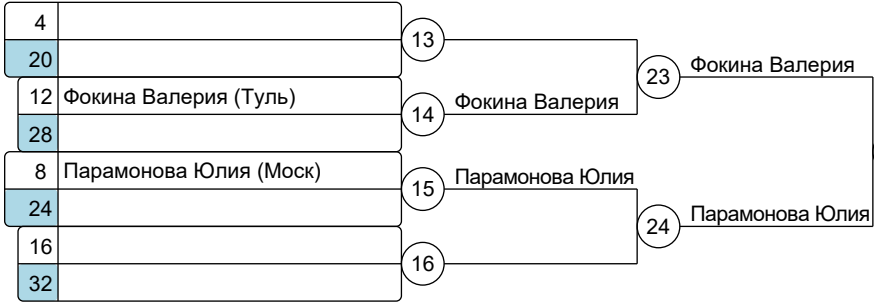 4
13
20
23 Фокина Валерия
12 Фокина Валерия (Туль)
14 Фокина Валерия
28
8 Парамонова Юлия (Моск)
15 Парамонова Юлия
24
24 Парамонова Юлия
16
16
32